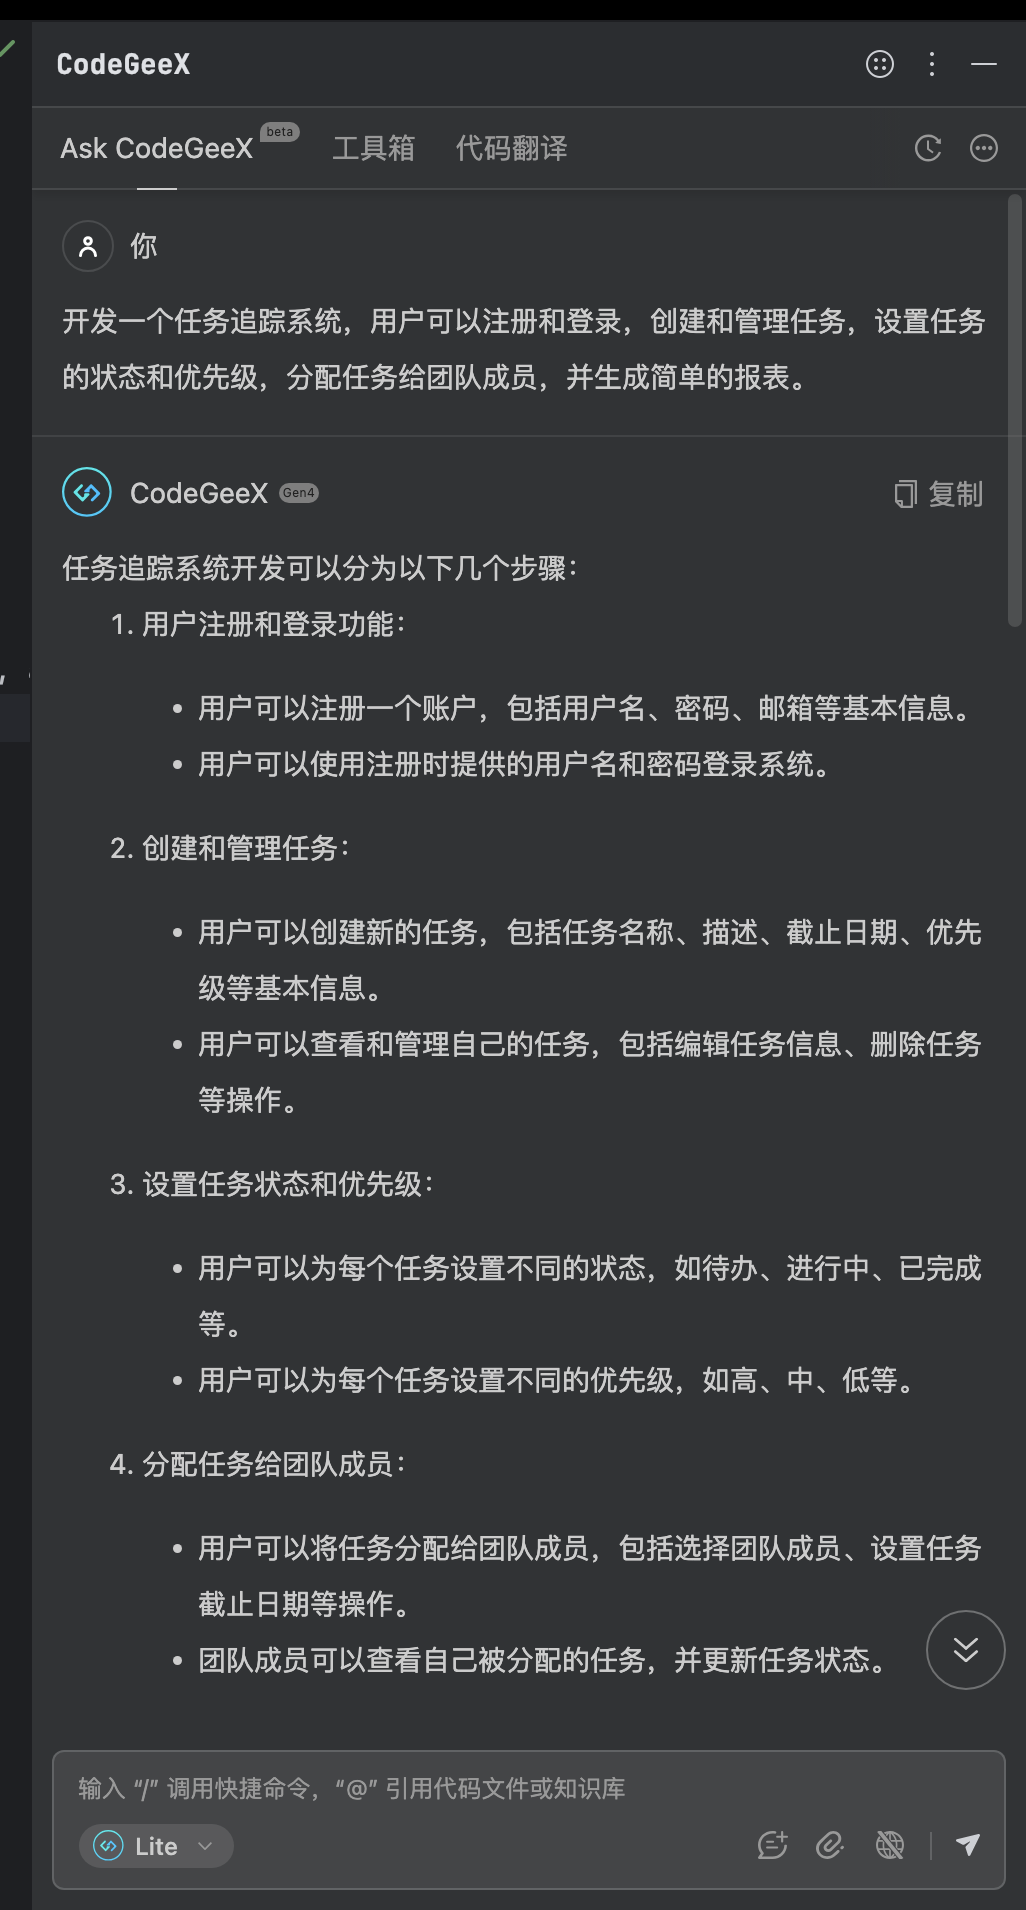 CodeGeeX
Ask CodeGeeX beta 工具箱 代码翻译
你
开发一个任务追踪系统，用户可以注册和登录，创建和管理任务，设置任务
的状态和优先级，分配任务给团队成员，并生成简单的报表。
CodeGeeX Gen4 复制
任务追踪系统开发可以分为以下几个步骤：
1. 用户注册和登录功能：
• 用户可以注册一个账户，包括用户名、密码、邮箱等基本信息。
• 用户可以使用注册时提供的用户名和密码登录系统。
2. 创建和管理任务：
• 用户可以创建新的任务，包括任务名称、描述、截止日期、优先
级等基本信息。
• 用户可以查看和管理自己的任务，包括编辑任务信息、删除任务
等操作。
3. 设置任务状态和优先级：
• 用户可以为每个任务设置不同的状态，如待办、进行中、已完成
等。
• 用户可以为每个任务设置不同的优先级，如高、中、低等。
4. 分配任务给团队成员：
• 用户可以将任务分配给团队成员，包括选择团队成员、设置任务
截止日期等操作。
• 团队成员可以查看自己被分配的任务，并更新任务状态。
输入 “/” 调用快捷命令，“@” 引用代码文件或知识库
Lite